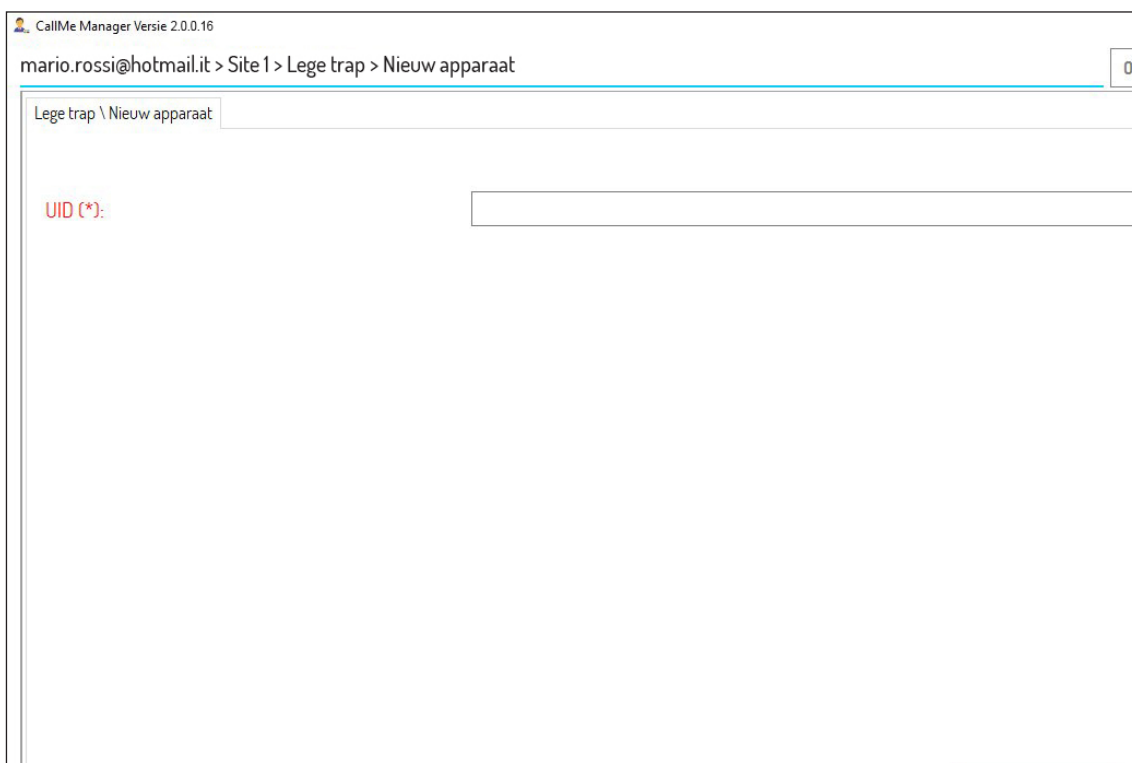 CallMe Manager Versie 2.0.0.16
mario.rossi@hotmail.it > Site 1 > Lege trap > Nieuw apparaat
Lege trap \ Nieuw apparaat
UID (*):